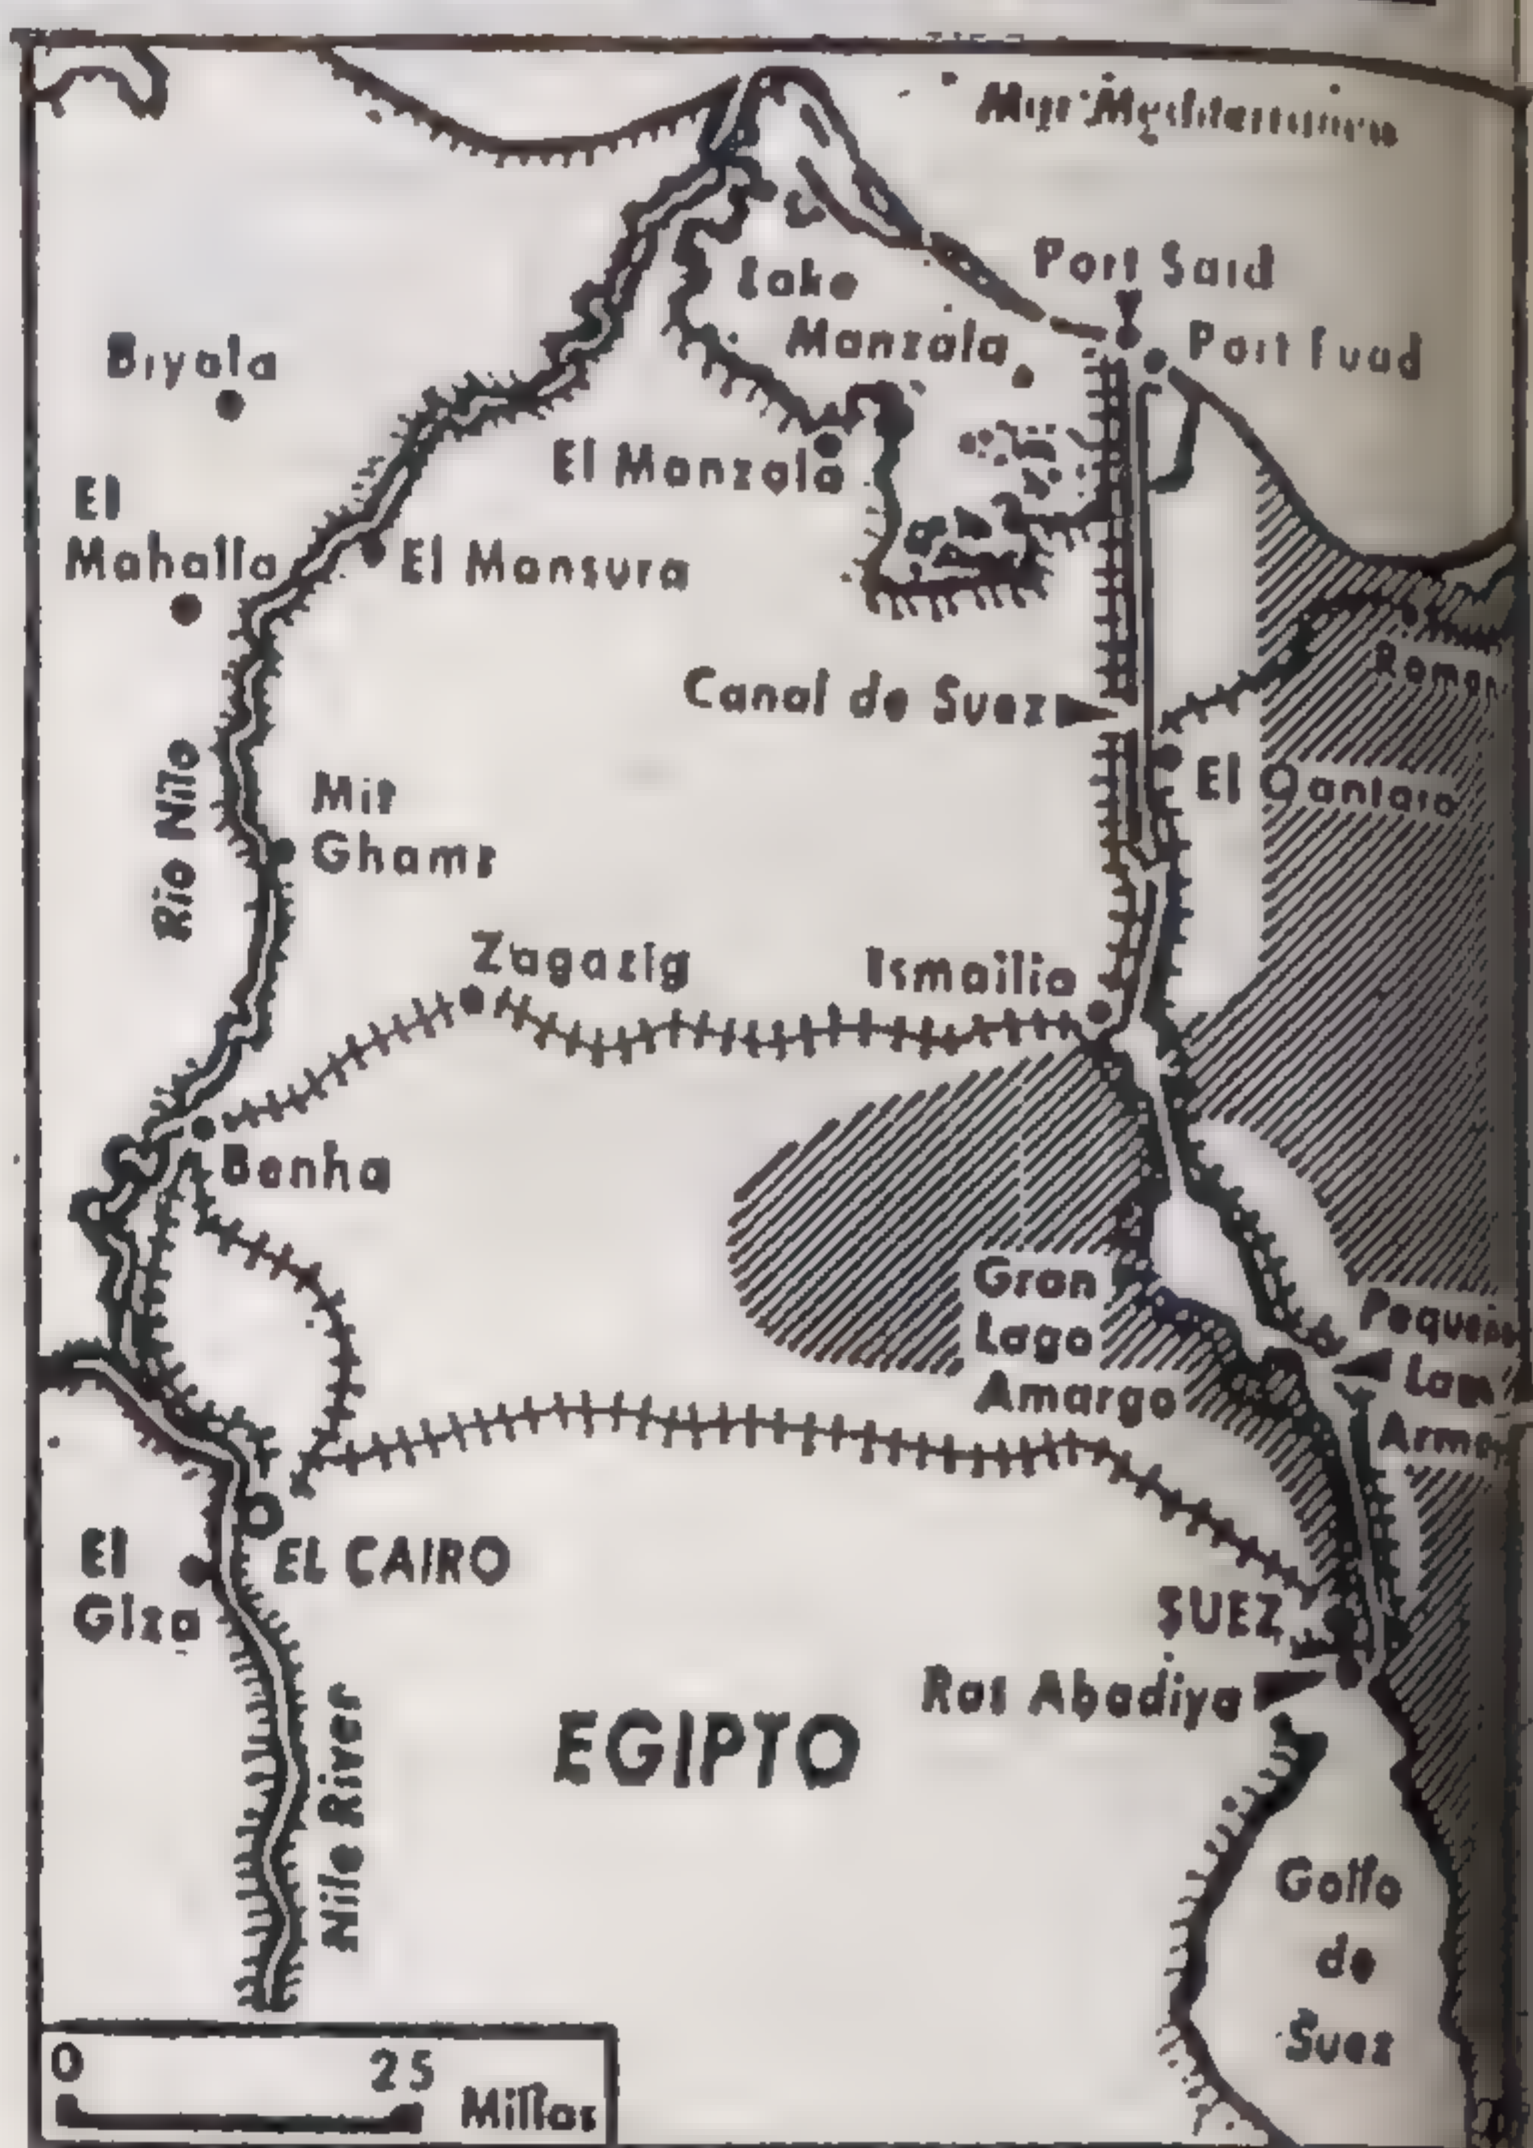 Mar Mediterraneo
Port Said
Lake
Manzala
Port Fuad
Biyala
El Manzala
El
Mahalla
El Mansura
Canal de Suez
El Qantara
Rio Nilo
Mit
Ghamr
Zagazig
Ismailia
Benha
Gran
Lago
Amargo
EL CAIRO
El
Giza
SUEZ
Ras Abadiya
EGIPTO
Nile River
Golfo
de
Suez
0 25
Millas